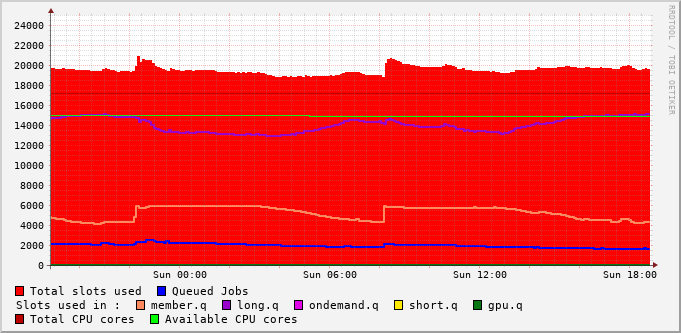 24000
22000
20000
18000
16000
14000
12000
10000
8000
6000
4000
2000
0
Sun 00:00 Sun 06:00 Sun 12:00 Sun 18:00
RRDTOOL / TOBI OETIKER
Total slots used Queued Jobs
Slots used in : member.q long.q ondemand.q short.q gpu.q
Total CPU cores Available CPU cores